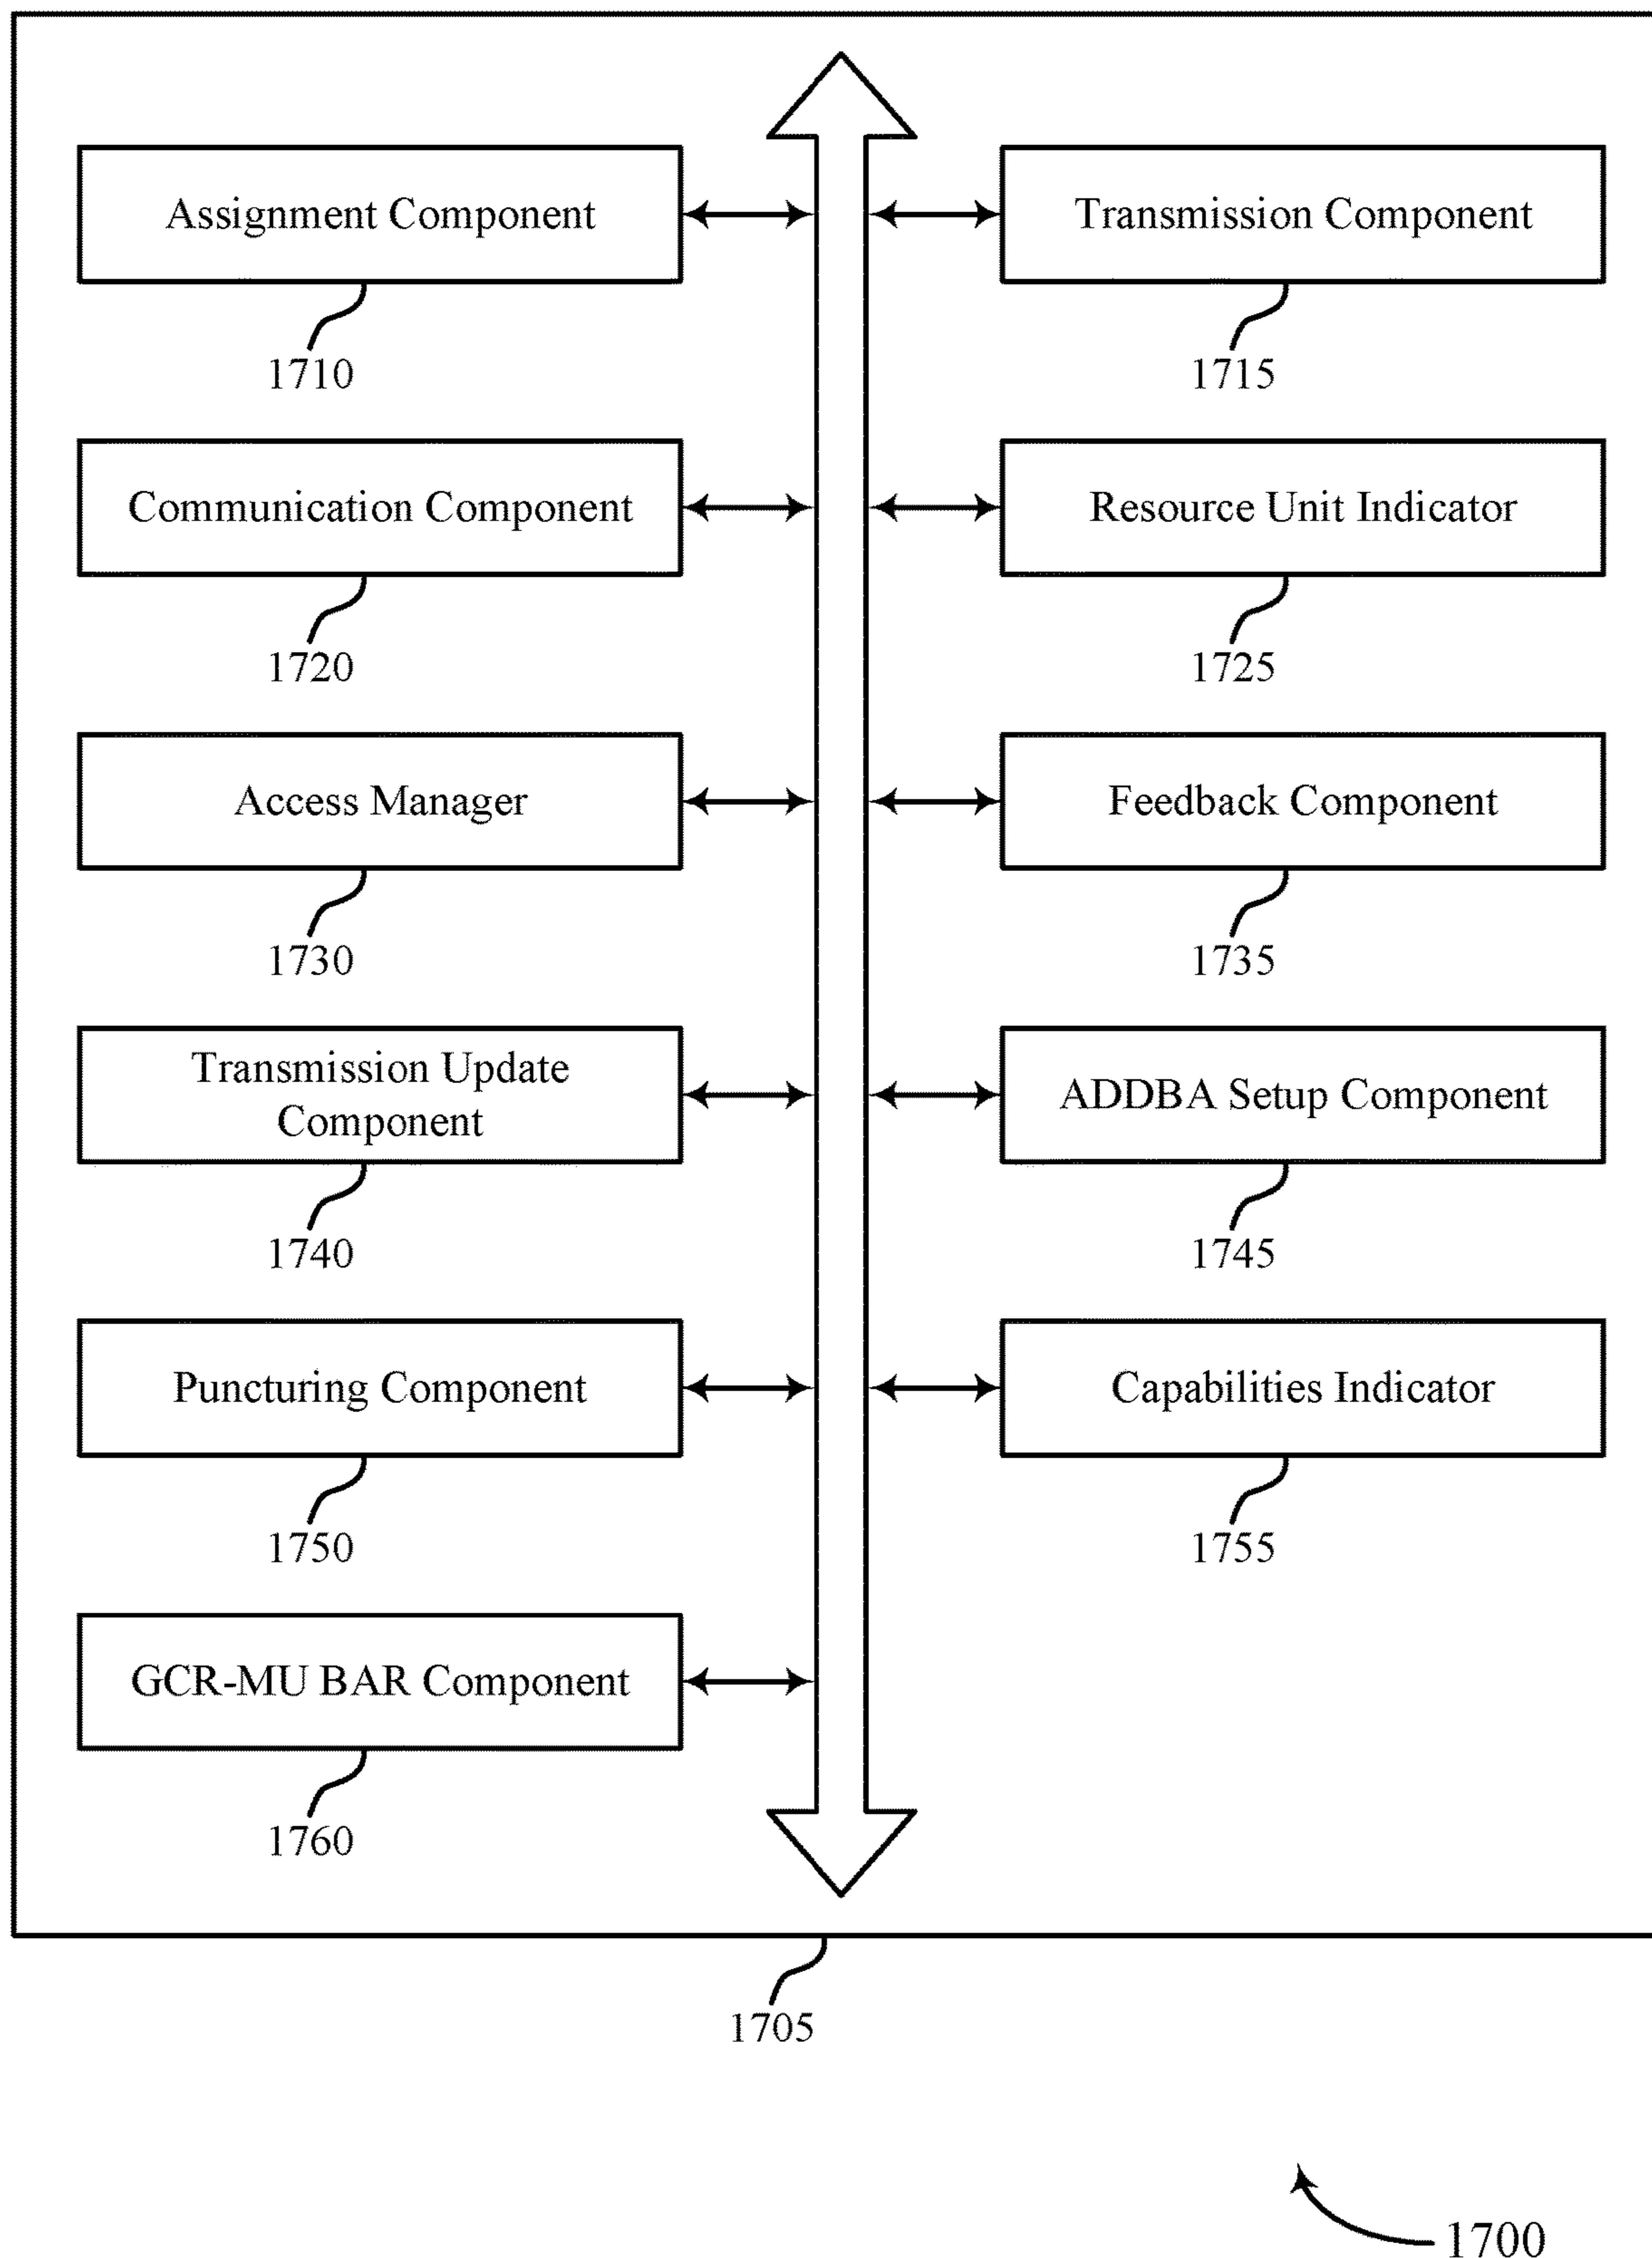 Assignment Component
Transmission Component
1710
1715
Communication Component
Resource Unit Indicator
1720
1725
Access Manager
Feedback Component
1730
1735
Transmission Update
Component
ADDBA Setup Component
1740
1745
Puncturing Component
Capabilities Indicator
1750
1755
GCR-MU BAR Component
1760
1705
1700